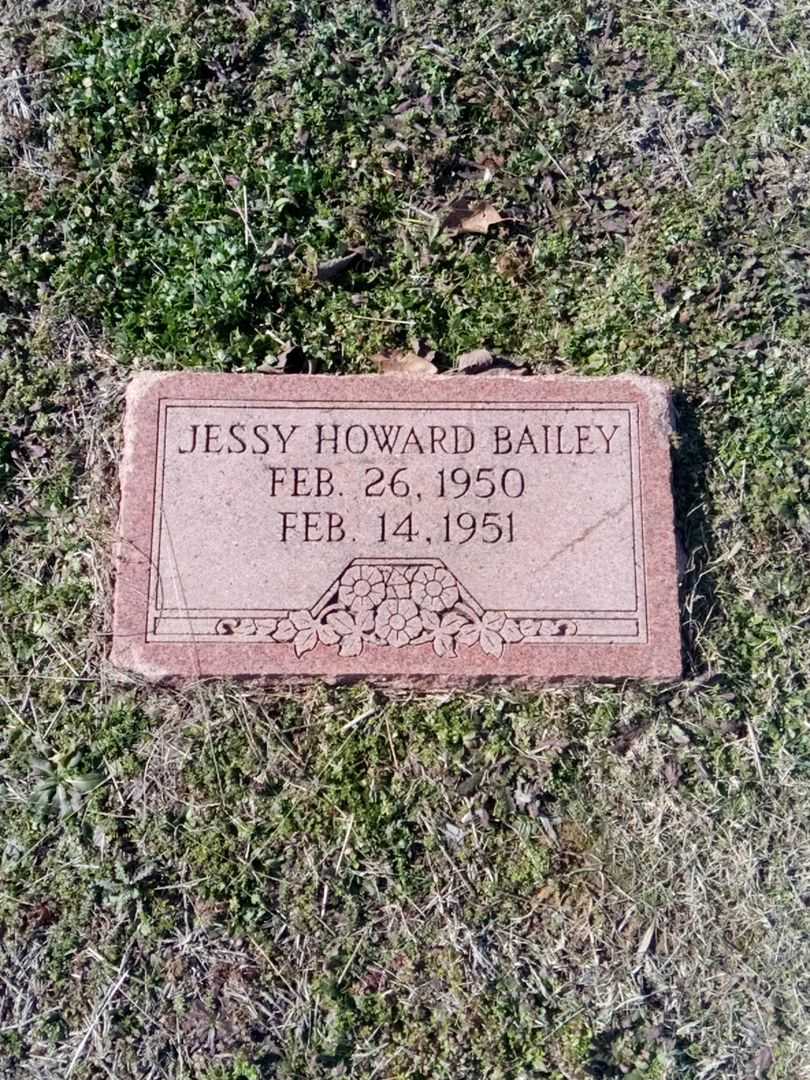 JESSY HOWARD BAILEY
FEB. 26, 1950
FEB. 14, 1951